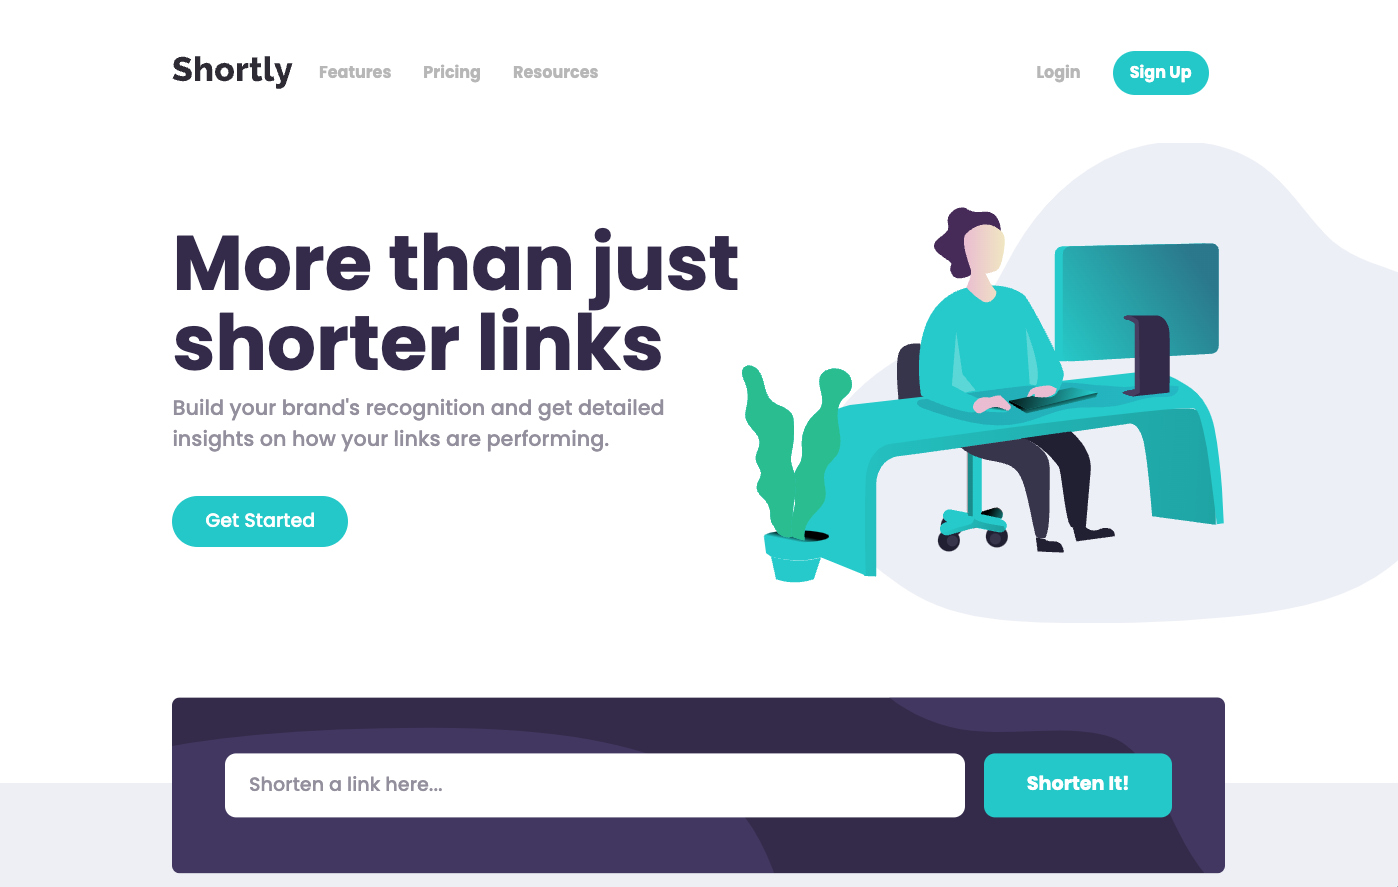 Shortly Features Pricing Resources Login Sign Up
More than just
shorter links
Build your brand's recognition and get detailed
insights on how your links are performing.
Get Started
Shorten a link here... Shorten It!